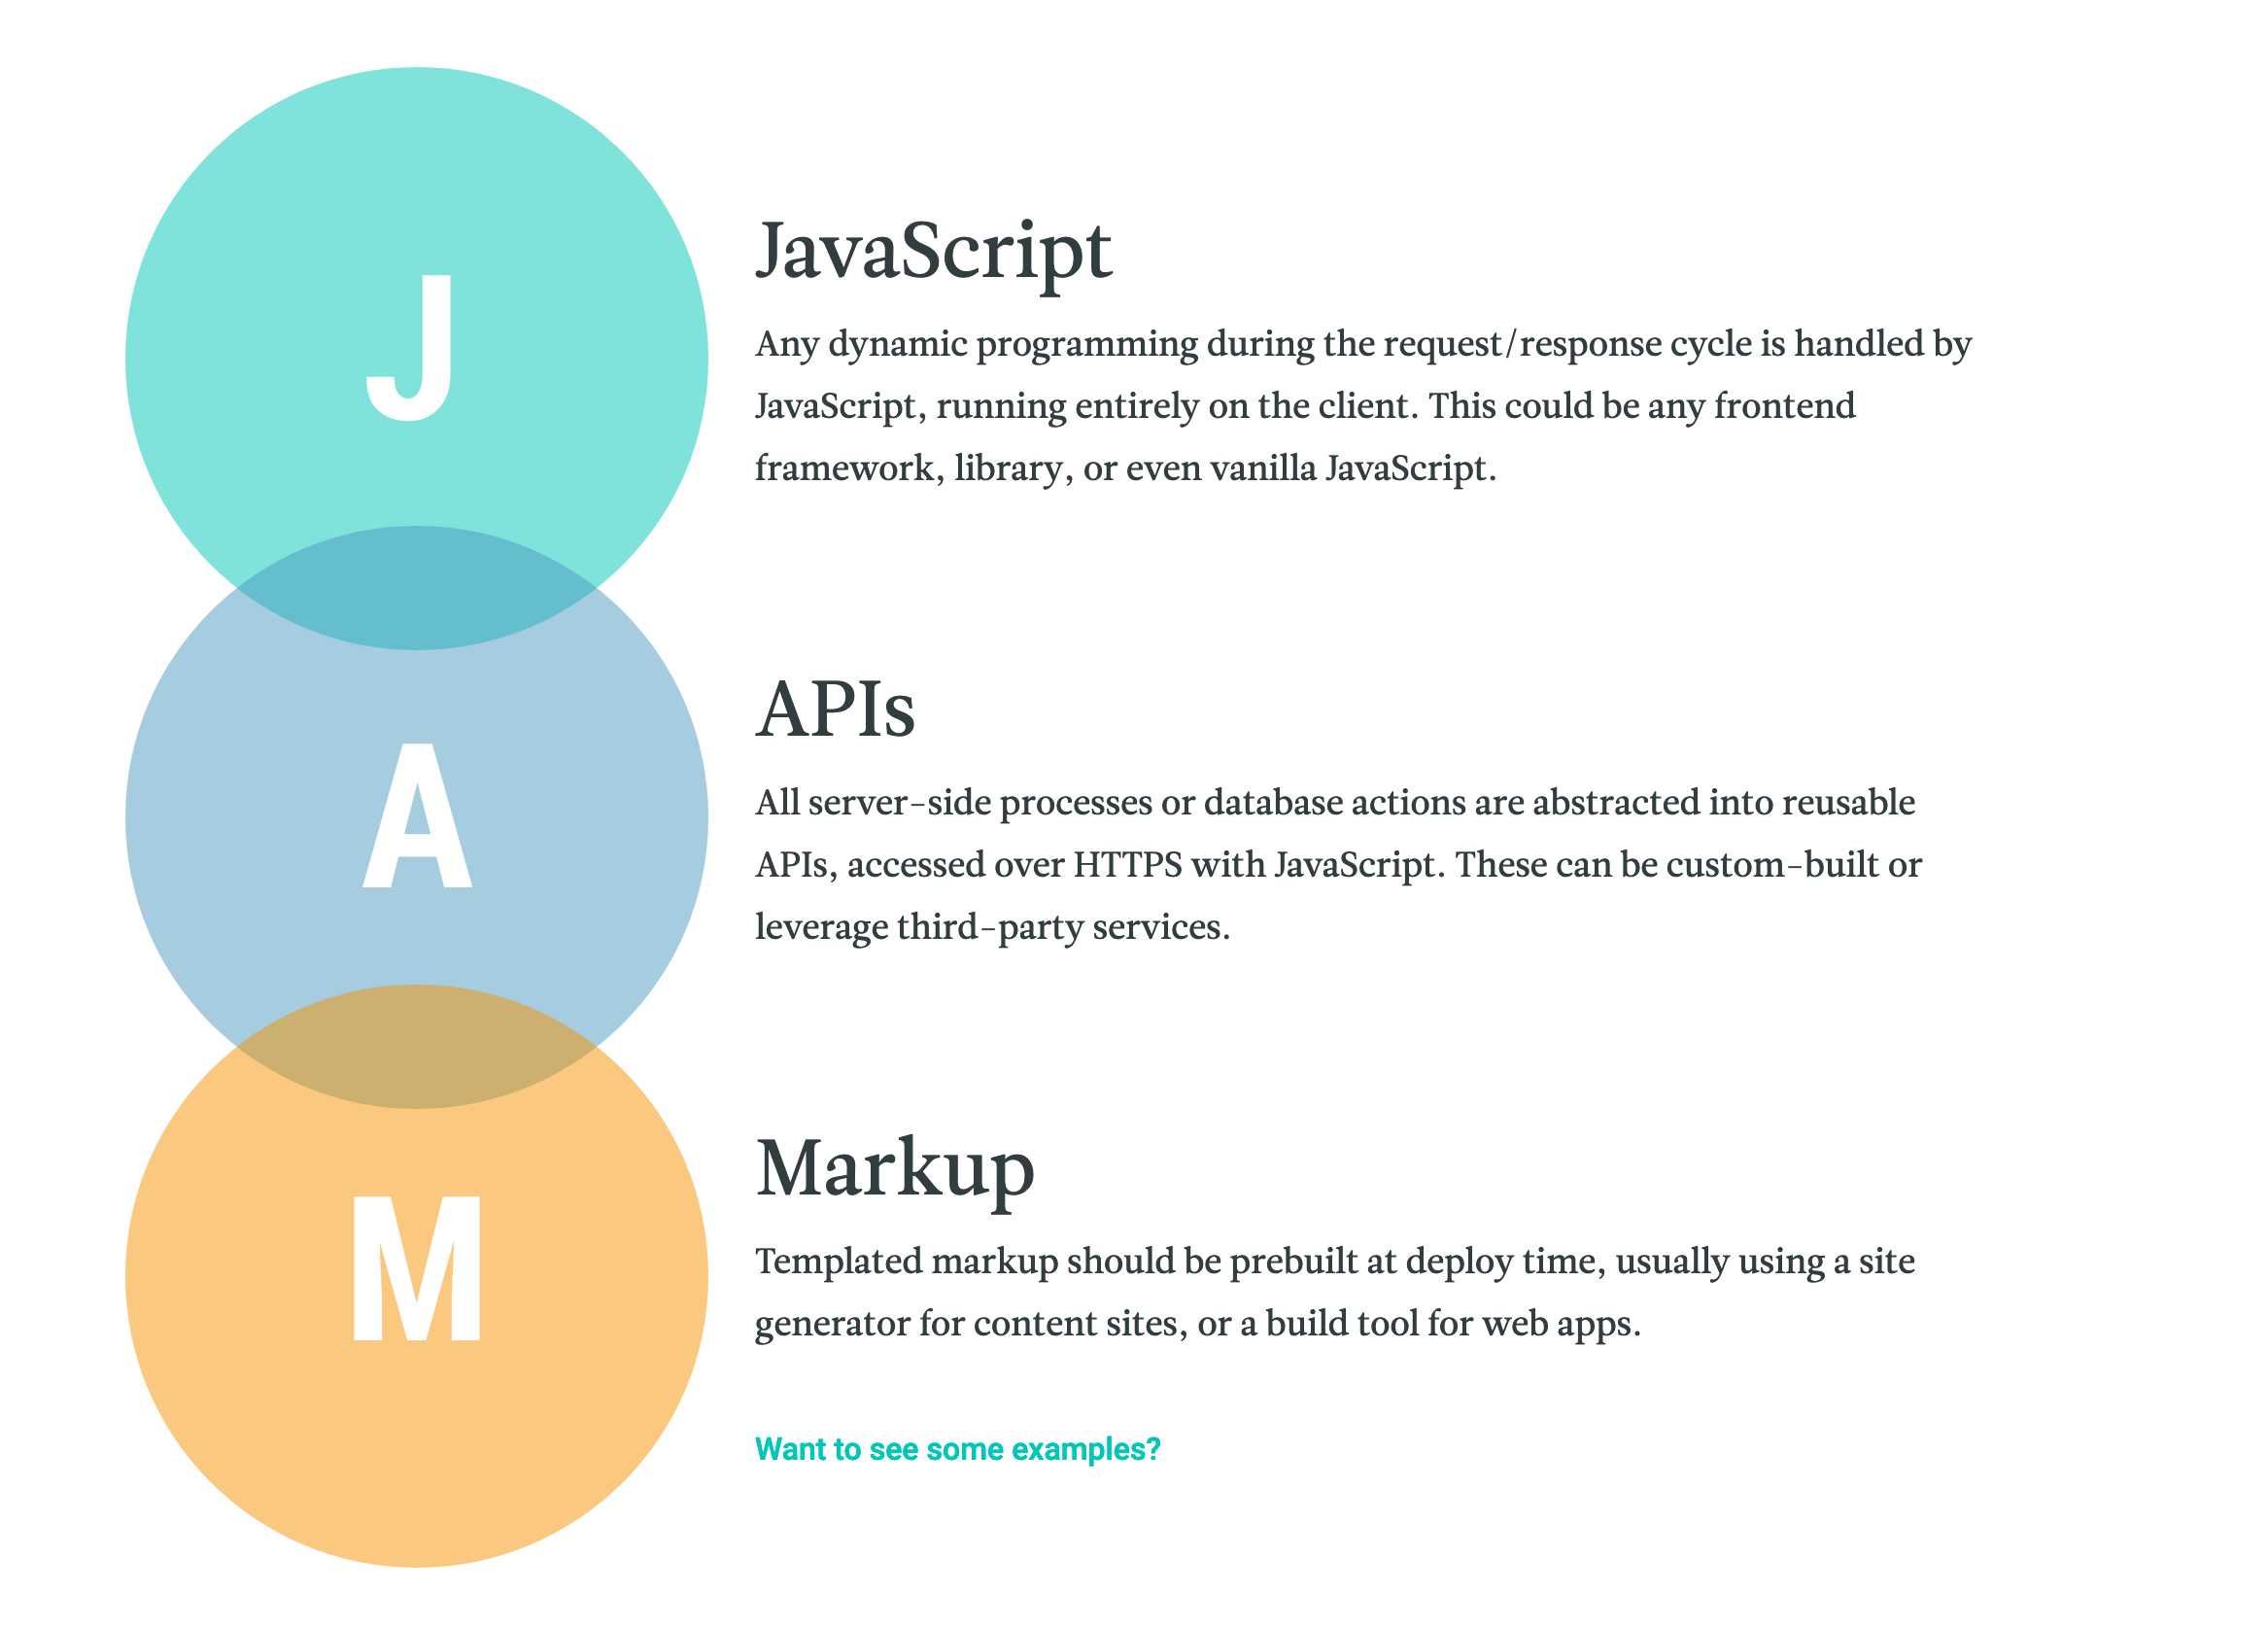 J
JavaScript
Any dynamic programming during the request/response cycle is handled by
JavaScript, running entirely on the client. This could be any frontend
framework, library, or even vanilla JavaScript.
A
APIs
All server-side processes or database actions are abstracted into reusable
APIs, accessed over HTTPS with JavaScript. These can be custom-built or
leverage third-party services.
M
Markup
Templated markup should be prebuilt at deploy time, usually using a site
generator for content sites, or a build tool for web apps.
Want to see some examples?